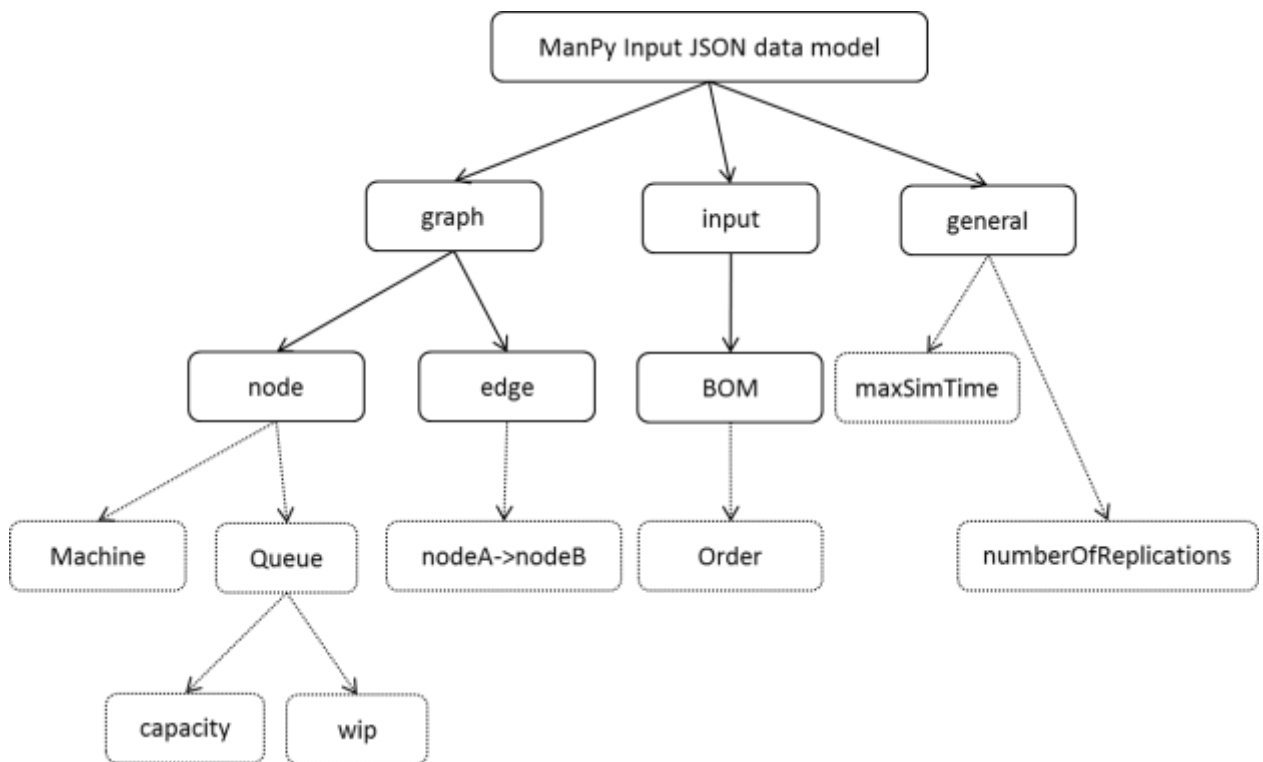 ManPy Input JSON data model
graph
input
general
node
edge
BOM
maxSimTime
Machine
Queue
nodeA->nodeB
Order
numberOfReplications
capacity
wip